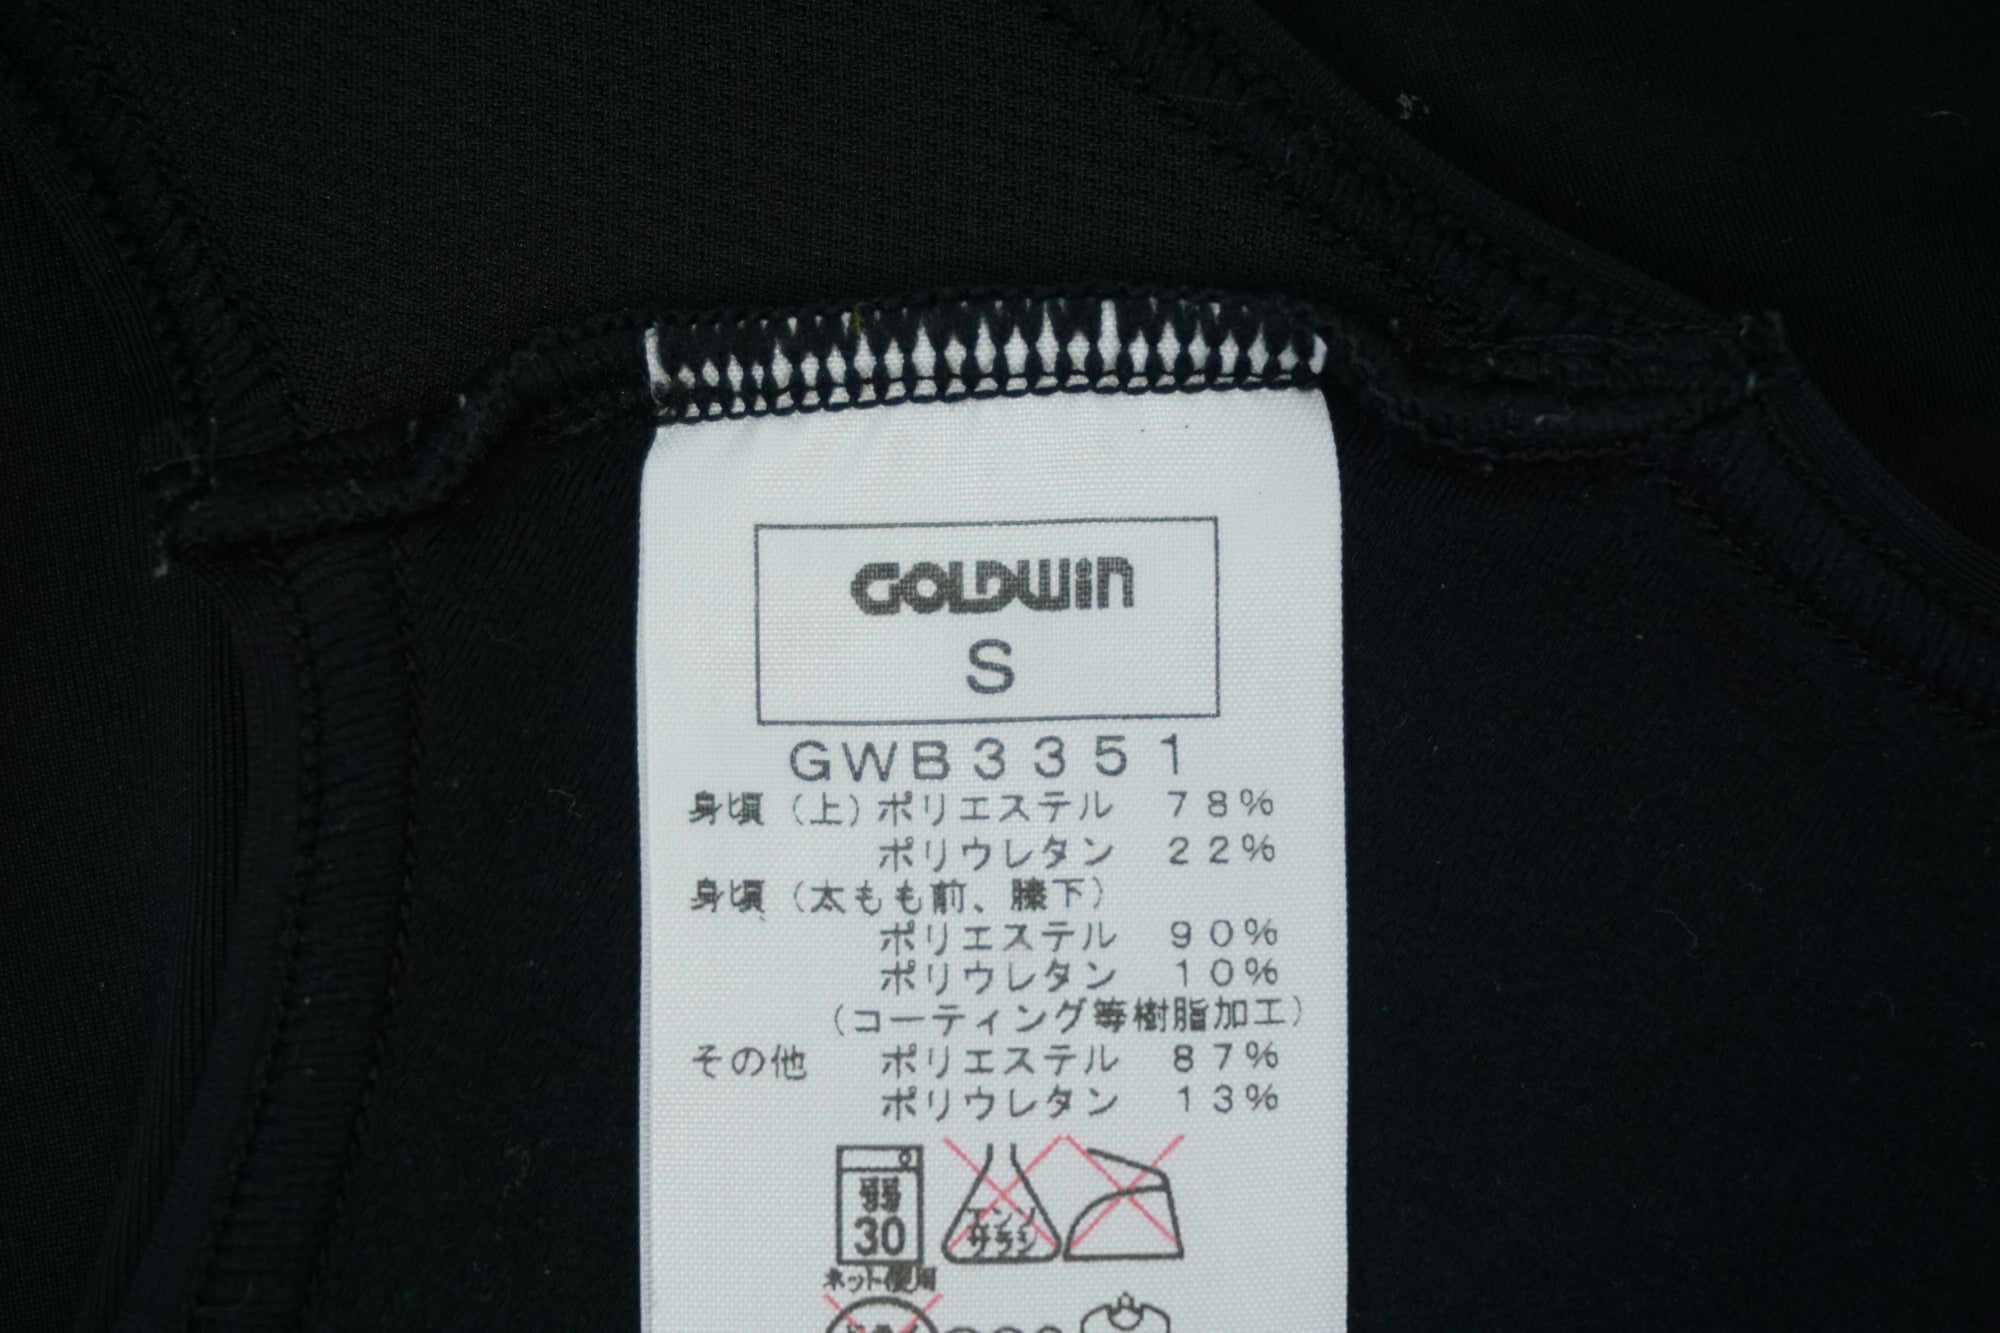 GOLDWIN
S
GWB3351
身頃(上)ポリエステル 78%
ポリウレタン 22%
身頃(太もも前、膝下)
ポリエステル 90%
ポリウレタン 10%
(コーティング等樹脂加工)
その他 ポリエステル 87%
ポリウレタン 13%
弱
30
エンソ
サラシ
ネット使用